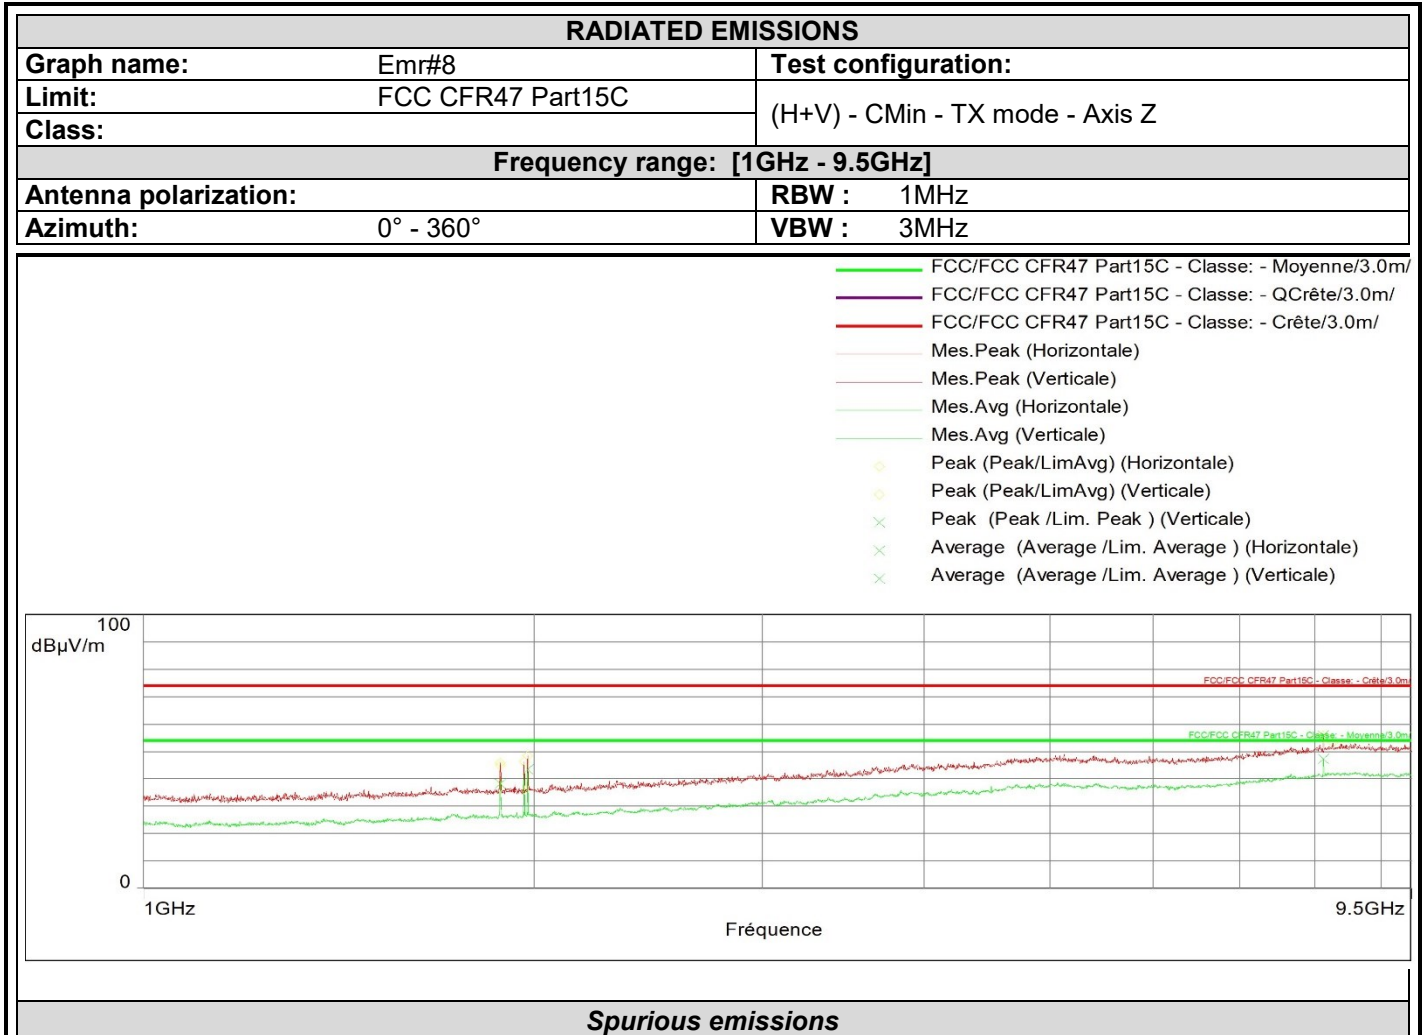 RADIATED EMISSIONS
Graph name: Emr#8 Test configuration:
Limit: FCC CFR47 Part15C
(H+V) - CMin - TX mode - Axis Z
Class:
Frequency range: [1GHz - 9.5GHz]
Antenna polarization: RBW : 1MHz
Azimuth: 0° - 360° VBW : 3MHz
FCC/FCC CFR47 Part15C - Classe: - Moyenne/3.0m/
FCC/FCC CFR47 Part15C - Classe: - QCrête/3.0m/
FCC/FCC CFR47 Part15C - Classe: - Crête/3.0m/
Mes.Peak (Horizontale)
Mes.Peak (Verticale)
Mes.Avg (Horizontale)
Mes.Avg (Verticale)
Peak (Peak/LimAvg) (Horizontale)
Peak (Peak/LimAvg) (Verticale)
Peak (Peak /Lim. Peak ) (Verticale)
Average (Average /Lim. Average ) (Horizontale)
Average (Average /Lim. Average ) (Verticale)
100
dBµV/m
FCC/FCC CFR47 Part15C - Classe: - Crête/3.0m/
FCC/FCC CFR47 Part15C - Classe: - Moyenne/3.0m/
0
1GHz 9.5GHz
Fréquence
Spurious emissions